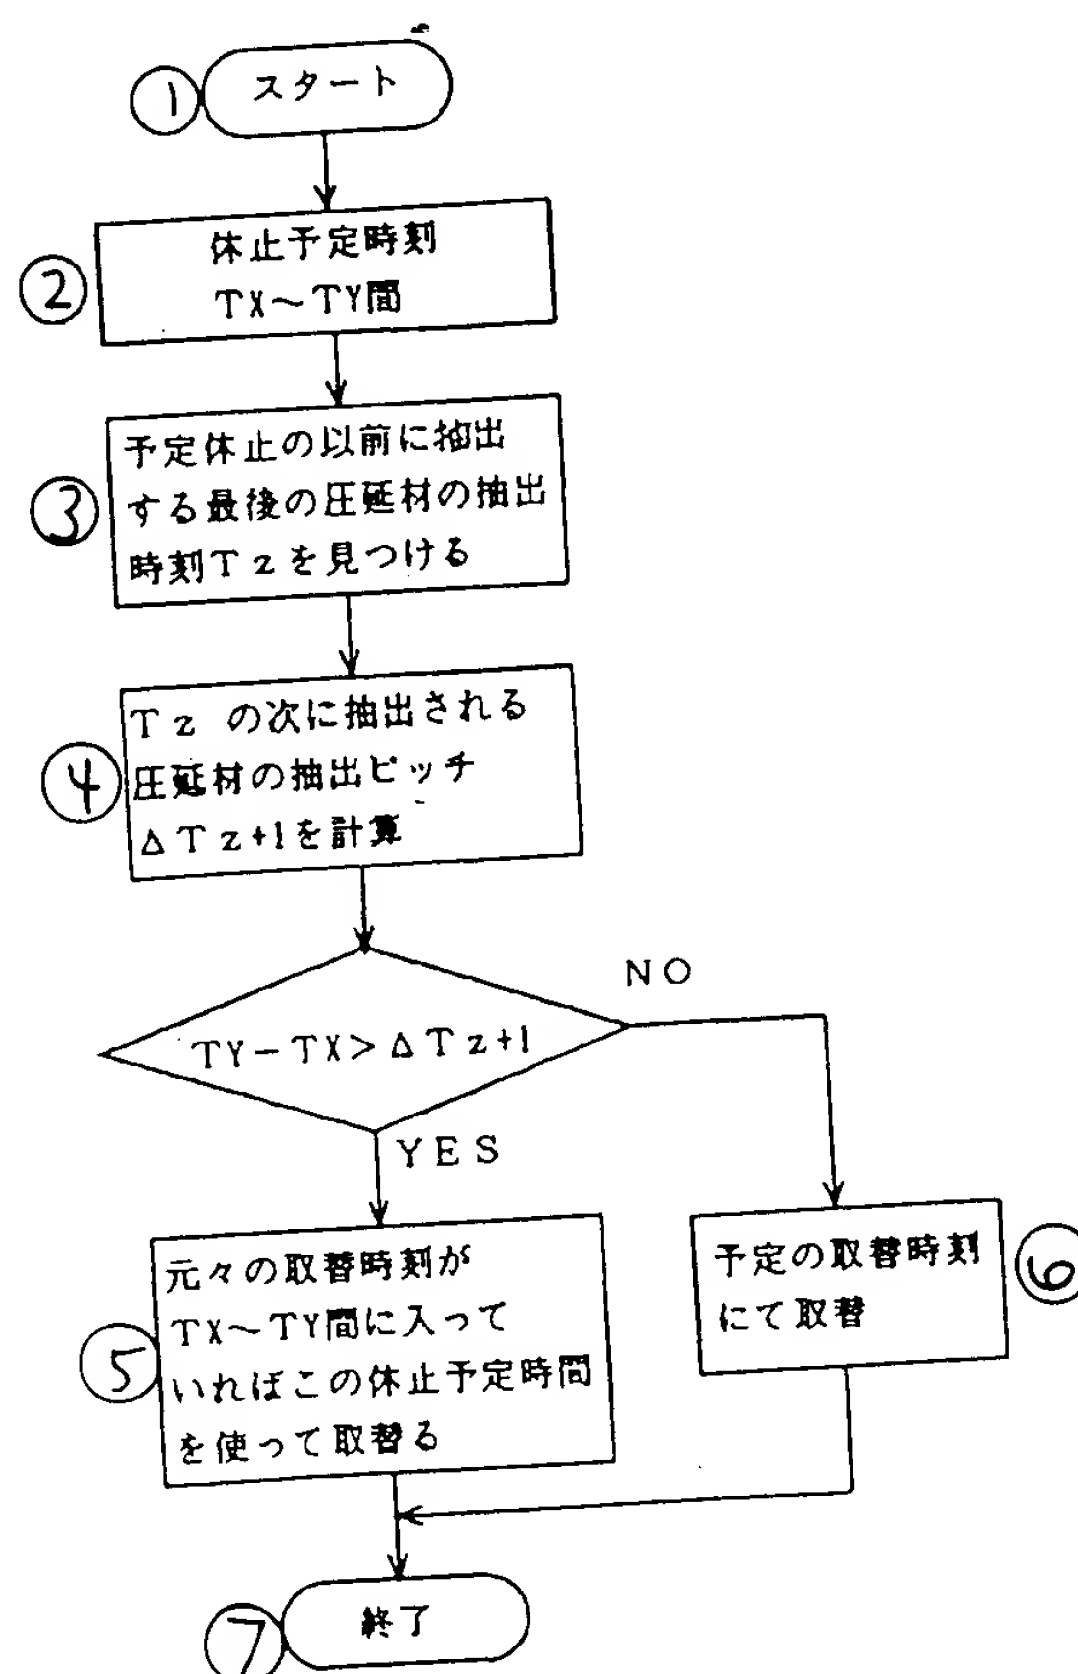 ① スタート
休止予定時刻
② TX～TY間
予定休止の以前に抽出
③ する最後の圧延材の抽出
時刻Tzを見つける
Tz の次に抽出される
④ 圧延材の抽出ピッチ
ΔTz+1を計算
NO
TY-TX>ΔTz+1
YES
元々の取替時刻が
TX～TY間に入って
⑤ いればこの休止予定時間
を使って取替る
予定の取替時刻 ⑥
にて取替
⑦ 終了